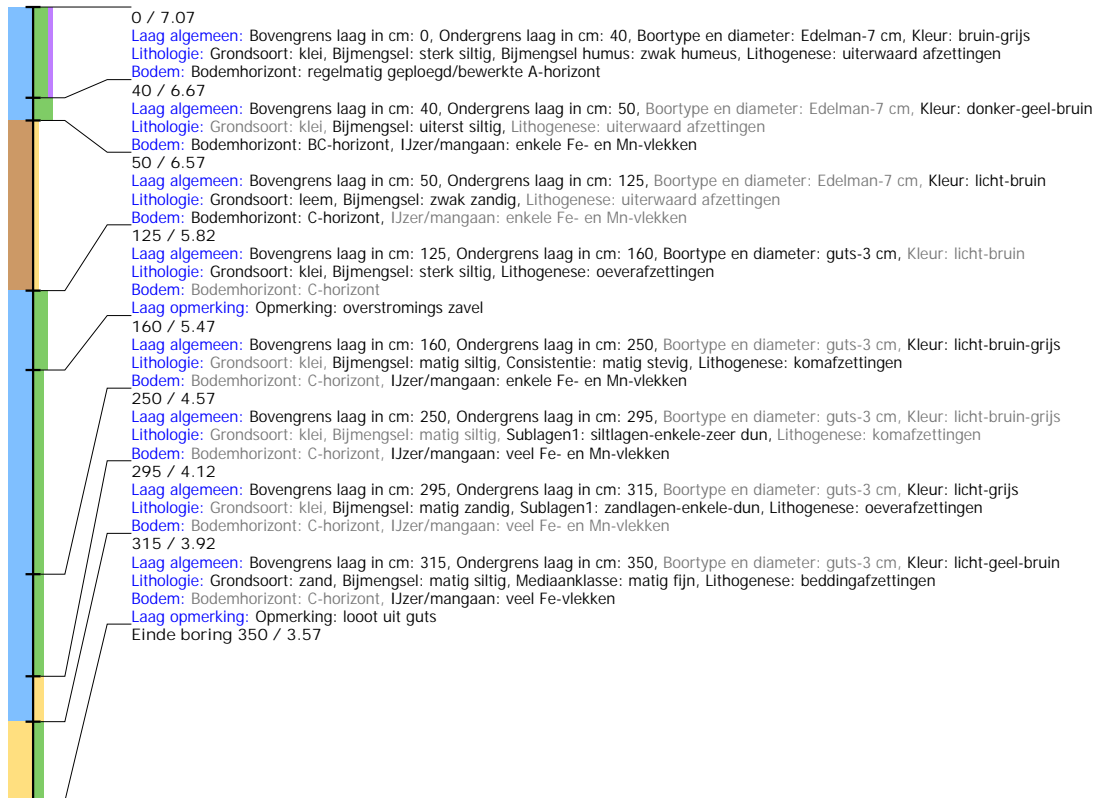 0 / 7.07
Laag algemeen: Bovengrens laag in cm: 0, Ondergrens laag in cm: 40, Boortype en diameter: Edelman-7 cm, Kleur: bruin-grijs
Lithologie: Grondsoort: klei, Bijmengsel: sterk siltig, Bijmengsel humus: zwak humeus, Lithogenese: uiterwaard afzettingen
Bodem: Bodemhorizont: regelmatig geploegd/bewerkte A-horizont
40 / 6.67
Laag algemeen: Bovengrens laag in cm: 40, Ondergrens laag in cm: 50, Boortype en diameter: Edelman-7 cm, Kleur: donker-geel-bruin
Lithologie: Grondsoort: klei, Bijmengsel: uiterst siltig, Lithogenese: uiterwaard afzettingen
Bodem: Bodemhorizont: BC-horizont, IJzer/mangaan: enkele Fe- en Mn-vlekken
50 / 6.57
Laag algemeen: Bovengrens laag in cm: 50, Ondergrens laag in cm: 125, Boortype en diameter: Edelman-7 cm, Kleur: licht-bruin
Lithologie: Grondsoort: leem, Bijmengsel: zwak zandig, Lithogenese: uiterwaard afzettingen
Bodem: Bodemhorizont: C-horizont, IJzer/mangaan: enkele Fe- en Mn-vlekken
125 / 5.82
Laag algemeen: Bovengrens laag in cm: 125, Ondergrens laag in cm: 160, Boortype en diameter: guts-3 cm, Kleur: licht-bruin
Lithologie: Grondsoort: klei, Bijmengsel: sterk siltig, Lithogenese: oeverafzettingen
Bodem: Bodemhorizont: C-horizont
Laag opmerking: Opmerking: overstromings zavel
160 / 5.47
Laag algemeen: Bovengrens laag in cm: 160, Ondergrens laag in cm: 250, Boortype en diameter: guts-3 cm, Kleur: licht-bruin-grijs
Lithologie: Grondsoort: klei, Bijmengsel: matig siltig, Consistentie: matig stevig, Lithogenese: komafzettingen
Bodem: Bodemhorizont: C-horizont, IJzer/mangaan: enkele Fe- en Mn-vlekken
250 / 4.57
Laag algemeen: Bovengrens laag in cm: 250, Ondergrens laag in cm: 295, Boortype en diameter: guts-3 cm, Kleur: licht-bruin-grijs
Lithologie: Grondsoort: klei, Bijmengsel: matig siltig, Sublagen1: siltlagen-enkele-zeer dun, Lithogenese: komafzettingen
Bodem: Bodemhorizont: C-horizont, IJzer/mangaan: veel Fe- en Mn-vlekken
295 / 4.12
Laag algemeen: Bovengrens laag in cm: 295, Ondergrens laag in cm: 315, Boortype en diameter: guts-3 cm, Kleur: licht-grijs
Lithologie: Grondsoort: klei, Bijmengsel: matig zandig, Sublagen1: zandlagen-enkele-dun, Lithogenese: oeverafzettingen
Bodem: Bodemhorizont: C-horizont, IJzer/mangaan: veel Fe- en Mn-vlekken
315 / 3.92
Laag algemeen: Bovengrens laag in cm: 315, Ondergrens laag in cm: 350, Boortype en diameter: guts-3 cm, Kleur: licht-geel-bruin
Lithologie: Grondsoort: zand, Bijmengsel: matig siltig, Mediaanklasse: matig fijn, Lithogenese: beddingafzettingen
Bodem: Bodemhorizont: C-horizont, IJzer/mangaan: veel Fe-vlekken
Laag opmerking: Opmerking: looot uit guts
Einde boring 350 / 3.57